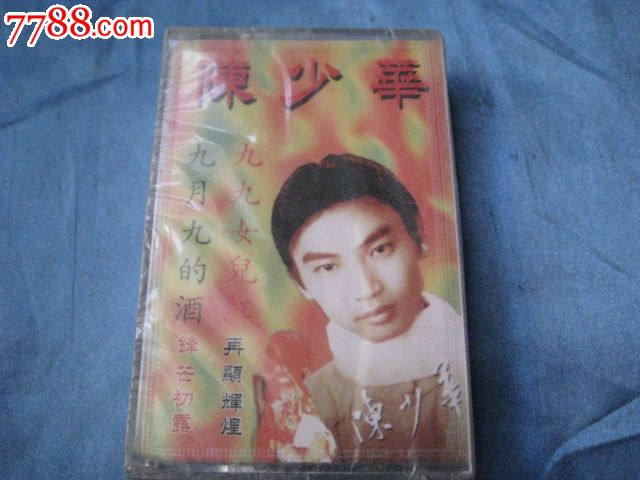 7788.com
陳少華
九九女兒紅
再顯輝煌
九月九的酒
鋒芒初露
陳少華